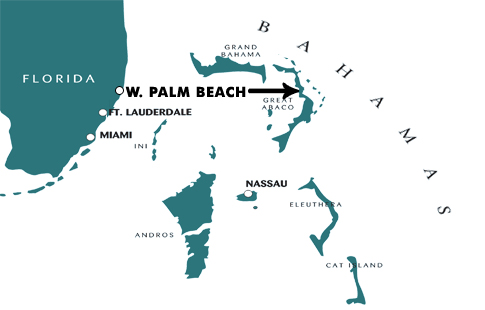 BAHAMAS
GRAND
BAHAMA
FLORIDA
W. PALM BEACH
GREAT
ABACO
FT. LAUDERDALE
MIAMI
INI
NASSAU
ELEUTHERA
ANDROS
CAT ISLAND